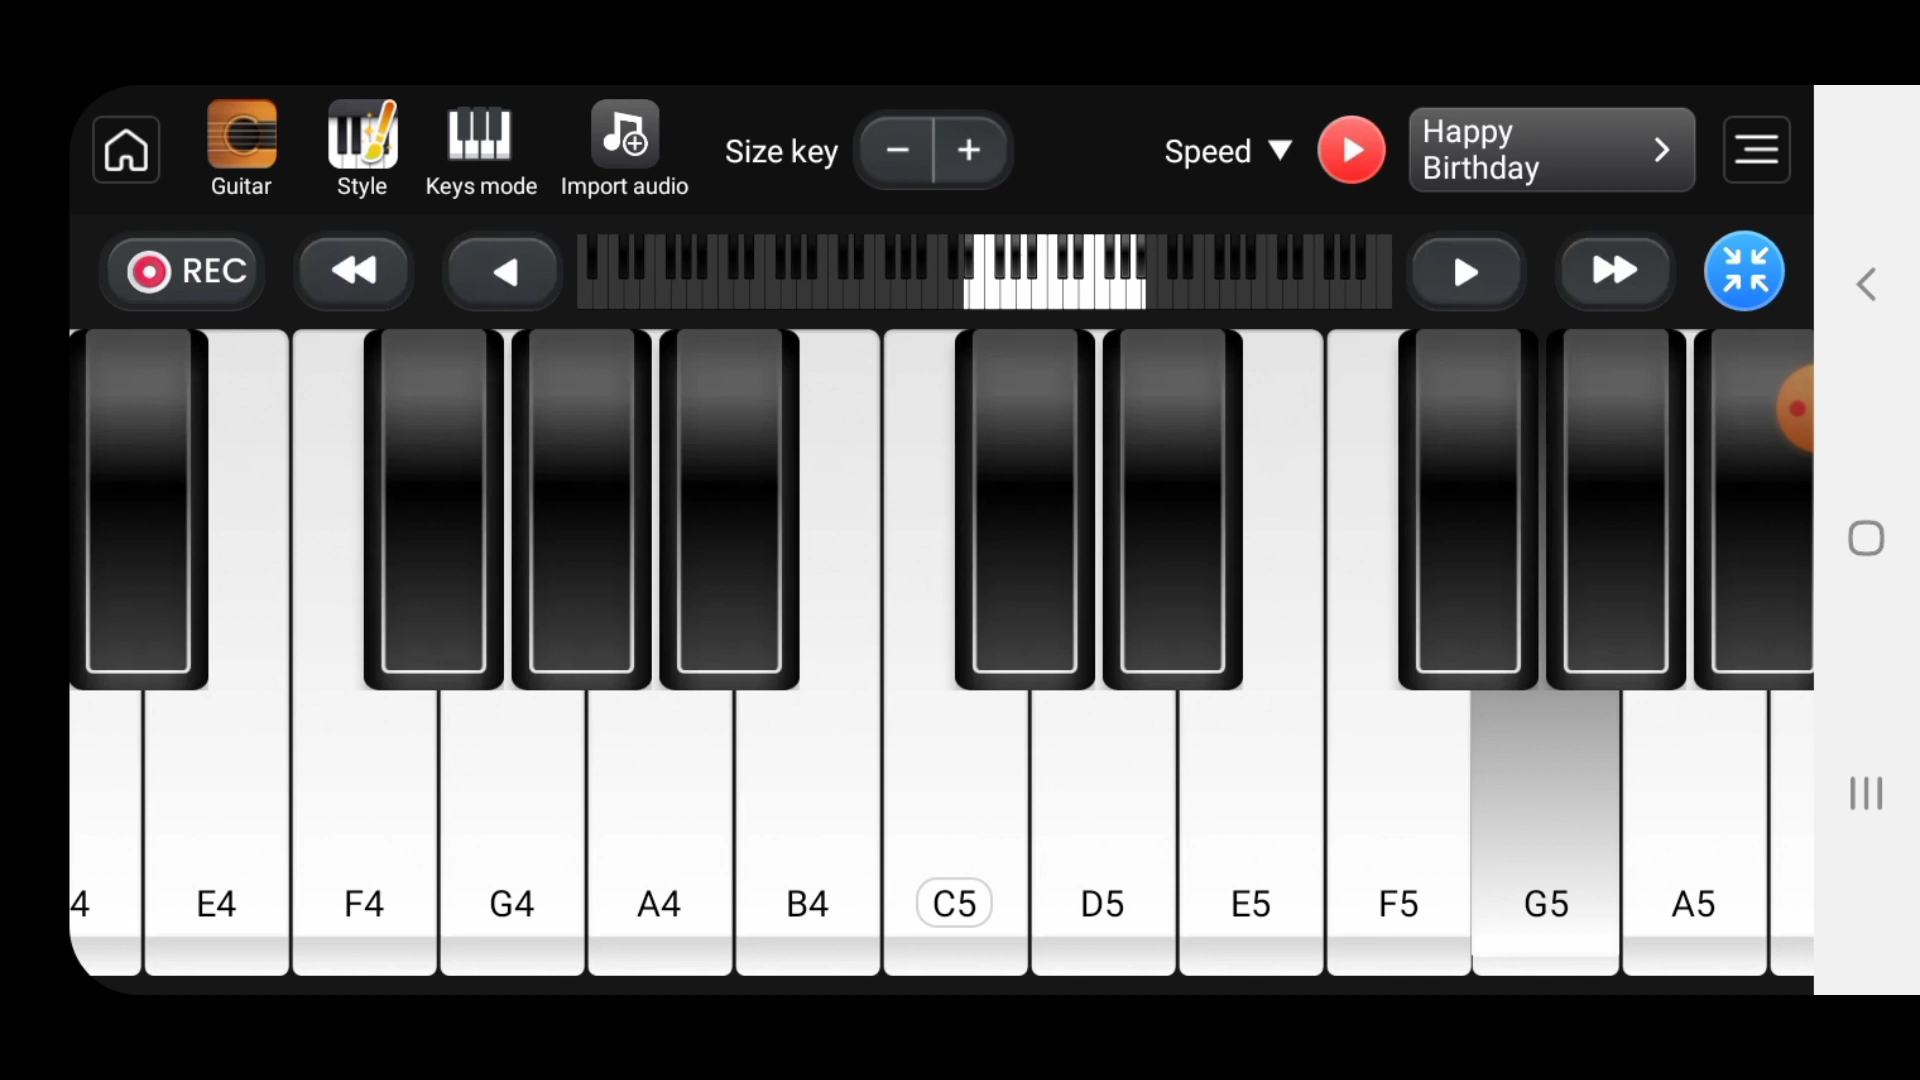 Guitar
Style
Keys mode
Import audio
Size key
Speed
Happy
Birthday
REC
4
E4
F4
G4
A4
B4
C5
D5
E5
F5
G5
A5